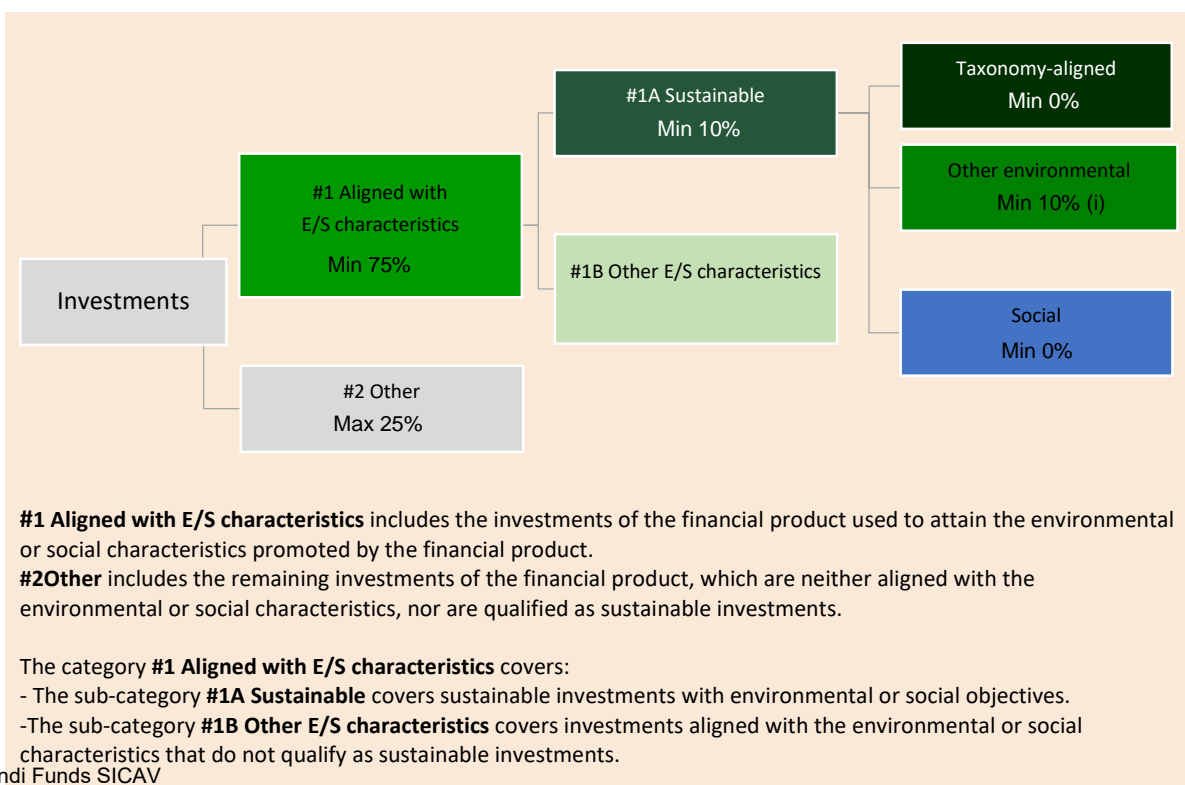 Taxonomy-aligned
Min 0%
#1A Sustainable
Min 10%
Other environmental
Min 10% (i)
#1 Aligned with
E/S characteristics
Min 75%
#1B Other E/S characteristics
Investments
Social
Min 0%
#2 Other
Max 25%
#1 Aligned with E/S characteristics includes the investments of the financial product used to attain the environmental
or social characteristics promoted by the financial product.
#2Other includes the remaining investments of the financial product, which are neither aligned with the
environmental or social characteristics, nor are qualified as sustainable investments.
The category #1 Aligned with E/S characteristics covers:
- The sub-category #1A Sustainable covers sustainable investments with environmental or social objectives.
-The sub-category #1B Other E/S characteristics covers investments aligned with the environmental or social
characteristics that do not qualify as sustainable investments.
ndi Funds SICAV